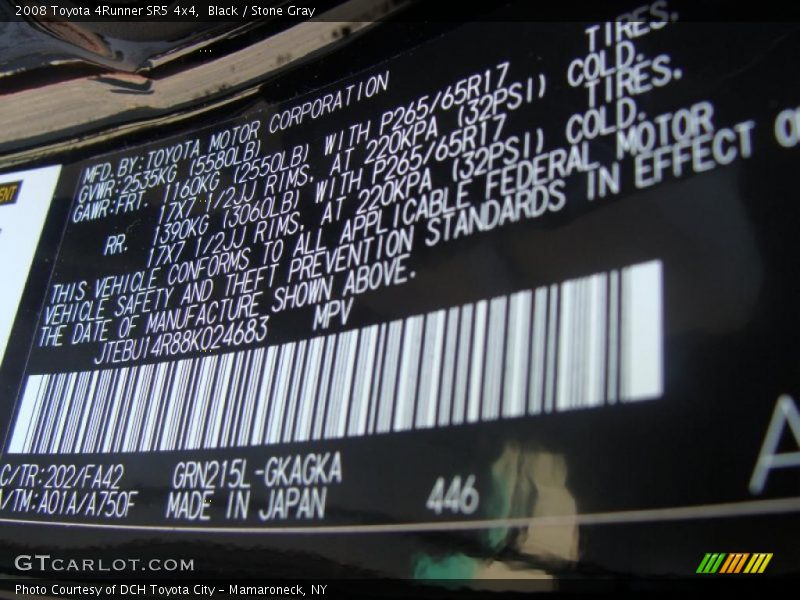 2008 Toyota 4Runner SR5 4x4,  Black / Stone Gray
MFD. BY: TOYOTA MOTOR CORPORATION
GVWR: 2535KG (5580LB)
GAWR: FRT. 1160KG (2550LB) WITH P265/65R17 TIRES.
17X7 1/2JJ RIMS, AT 220KPA (32PSI) COLD.
RR. 1390KG (3060LB) WITH P265/65R17 TIRES.
17X7 1/2JJ RIMS, AT 220KPA (32PSI) COLD.
THIS VEHICLE CONFORMS TO ALL APPLICABLE FEDERAL MOTOR
VEHICLE SAFETY AND THEFT PREVENTION STANDARDS IN EFFECT
THE DATE OF MANUFACTURE SHOWN ABOVE.
JTEBU14R88K024683 MPV
C/TR: 202/FA42 GRN215L-GKAGKA
A/TM: A01A/A750F MADE IN JAPAN 446
A
GTCARLOT.COM
Photo Courtesy of DCH Toyota City – Mamaroneck, NY